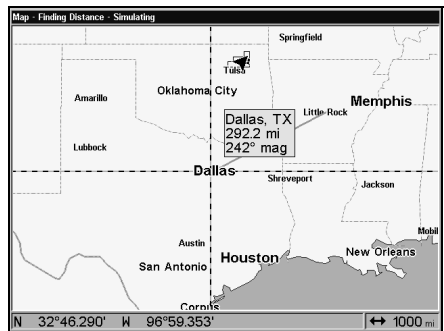 Map - Finding Distance - Simulating
Springfield
Tulsa
Oklahoma City
Amarillo
Memphis
Little Rock
Dallas, TX
292.2 mi
242° mag
Lubbock
Dallas
Shreveport
Jackson
Mobil
Austin
New Orleans
Houston
San Antonio
Corpus
N 32°46.290' W 96°59.353' ↔ 1000 mi